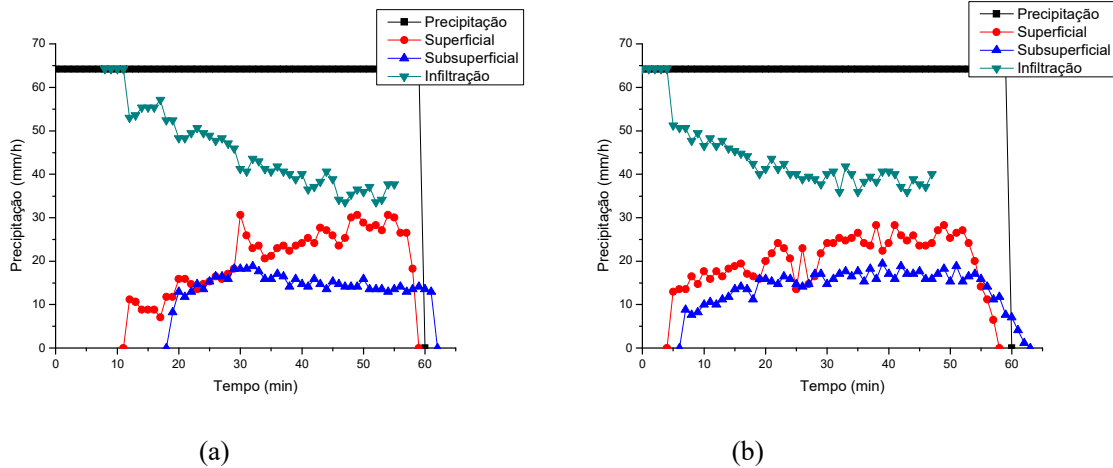 Precipitação
Superficial
Subsuperficial
Infiltração
70
60
50
40
30
20
10
0
Precipitação (mm/h)
0 10 20 30 40 50 60
Tempo (min)
(a)
Precipitação
Superficial
Subsuperficial
Infiltração
70
60
50
40
30
20
10
0
Precipitação (mm/h)
0 10 20 30 40 50 60
Tempo (min)
(b)